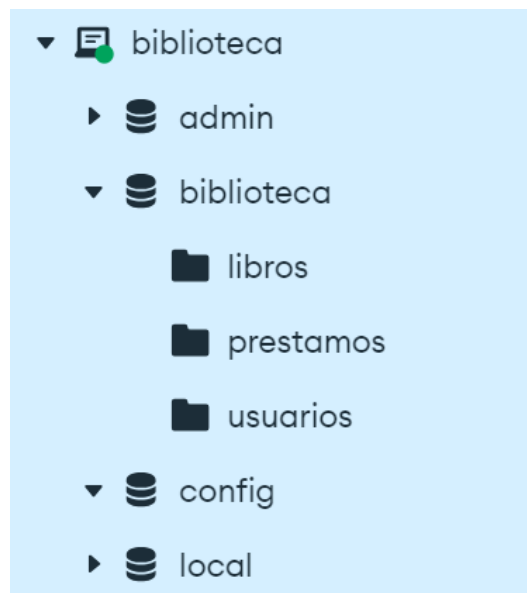 biblioteca
admin
biblioteca
libros
prestamos
usuarios
config
local